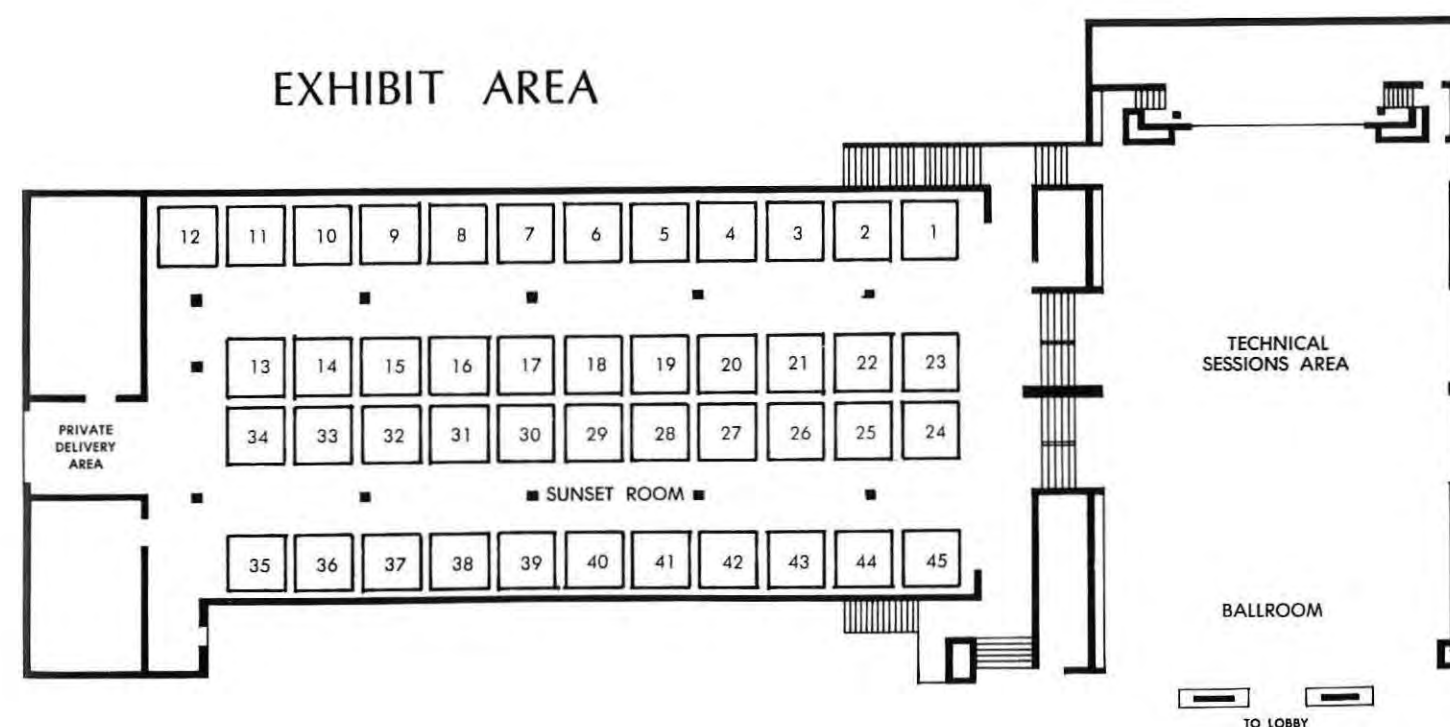 EXHIBIT AREA
12 11 10 9 8 7 6 5 4 3 2 1
13 14 15 16 17 18 19 20 21 22 23
TECHNICAL
SESSIONS AREA
34 33 32 31 30 29 28 27 26 25 24
PRIVATE
DELIVERY
AREA
SUNSET ROOM
35 36 37 38 39 40 41 42 43 44 45
BALLROOM
TO LOBBY